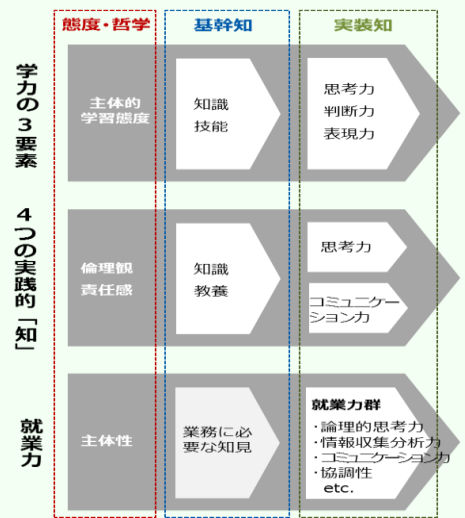 態度・哲学
基幹知
実装知
学力の3要素
主体的
学習態度
知識
技能
思考力
判断力
表現力
4つの実践的「知」
倫理観
責任感
知識
教養
思考力
コミュニケー
ション力
就業力
主体性
業務に必
要な知見
就業力群
・論理的思考力
・情報収集分析力
・コミュニケーション力
・協調性
etc.